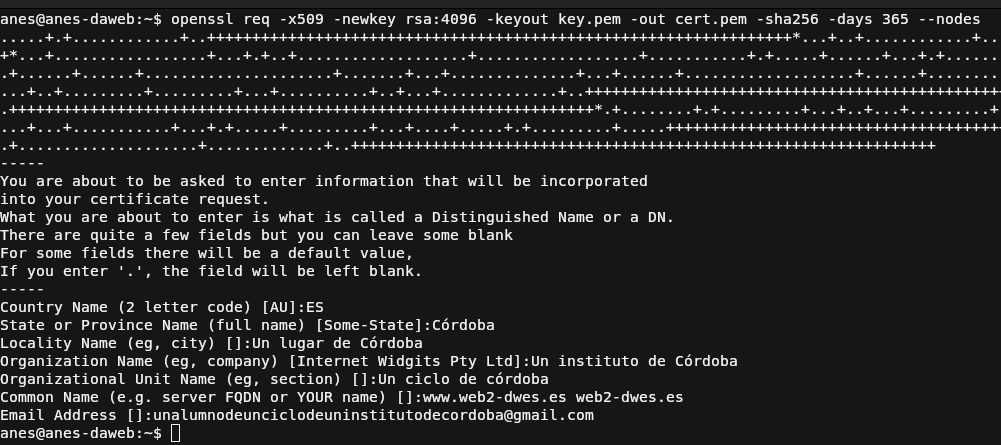 anes@anes-daweb:~$ openssl req -x509 -newkey rsa:4096 -keyout key.pem -out cert.pem -sha256 -days 365 --nodes
.....+.+............+..+++++++++++++++++++++++++++++++++++++++++++++++++++++++++++++++++*...+..+............+..
+*...+.................+...+.+..+...................+..................+...........+.+.....+......+...+.+......
.+......+......+.....................+.......+...+..............+...+......+...................+......+........
...+..+.........+..........+...+..........+..+...+.............+..++++++++++++++++++++++++++++++++++++++++++++++
.+++++++++++++++++++++++++++++++++++++++++++++++++++++++++++++++++*.+........+.+.........+...+..+...+.........+
...+...+...........+...+.+.....+.........+...+....+.....+.+.........+.....+++++++++++++++++++++++++++++++++++++
.+....................+.............+..+++++++++++++++++++++++++++++++++++++++++++++++++++++++++++++++++
-----
You are about to be asked to enter information that will be incorporated
into your certificate request.
What you are about to enter is what is called a Distinguished Name or a DN.
There are quite a few fields but you can leave some blank
For some fields there will be a default value,
If you enter '.', the field will be left blank.
-----
Country Name (2 letter code) [AU]:ES
State or Province Name (full name) [Some-State]:Córdoba
Locality Name (eg, city) []:Un lugar de Córdoba
Organization Name (eg, company) [Internet Widgits Pty Ltd]:Un instituto de Córdoba
Organizational Unit Name (eg, section) []:Un ciclo de córdoba
Common Name (e.g. server FQDN or YOUR name) []:www.web2-dwes.es web2-dwes.es
Email Address []:unalumnodeunciclodeuninstitutodecordoba@gmail.com
anes@anes-daweb:~$